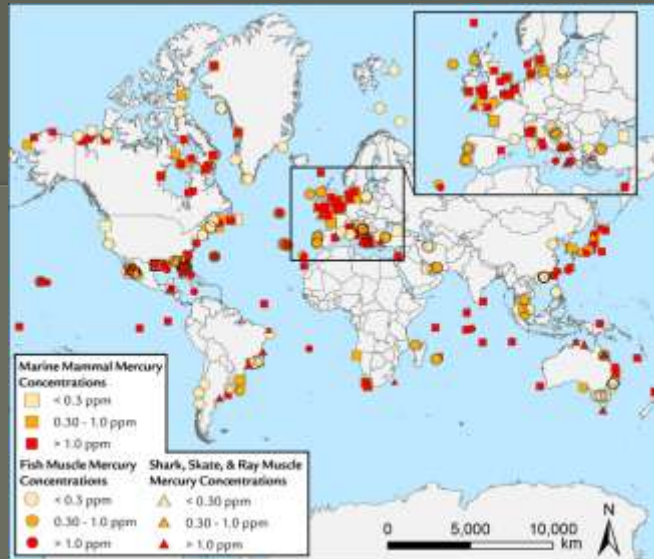 Marine Mammal Mercury
Concentrations
< 0.3 ppm
0.30 - 1.0 ppm
> 1.0 ppm
Fish Muscle Mercury
Concentrations
< 0.3 ppm
0.30 - 1.0 ppm
> 1.0 ppm
Shark, Skate, & Ray Muscle
Mercury Concentrations
< 0.30 ppm
0.30 - 1.0 ppm
> 1.0 ppm
N
0 5,000 10,000
km